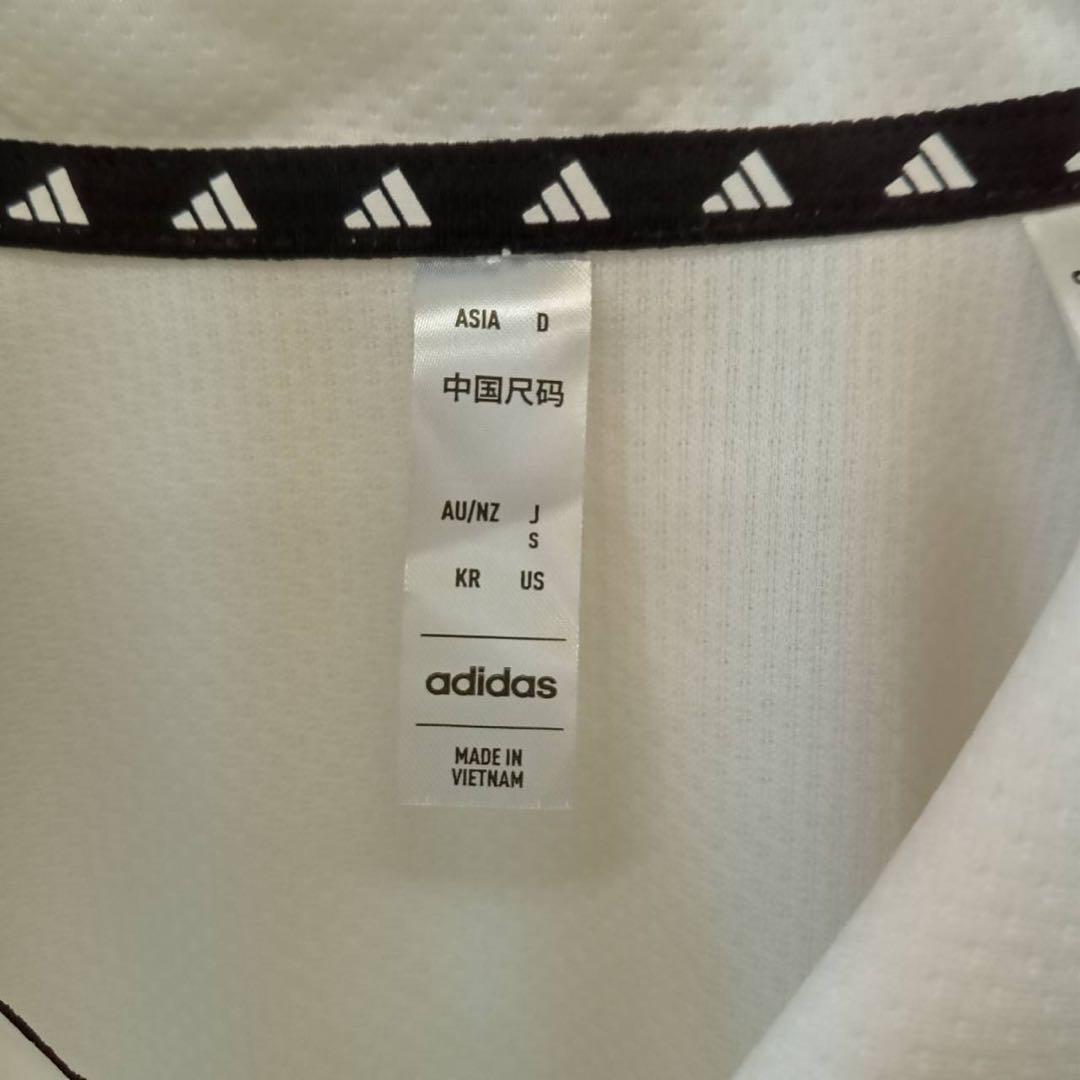 ASIA D
中国尺码
AU/NZ J
S
KR US
adidas
MADE IN
VIETNAM